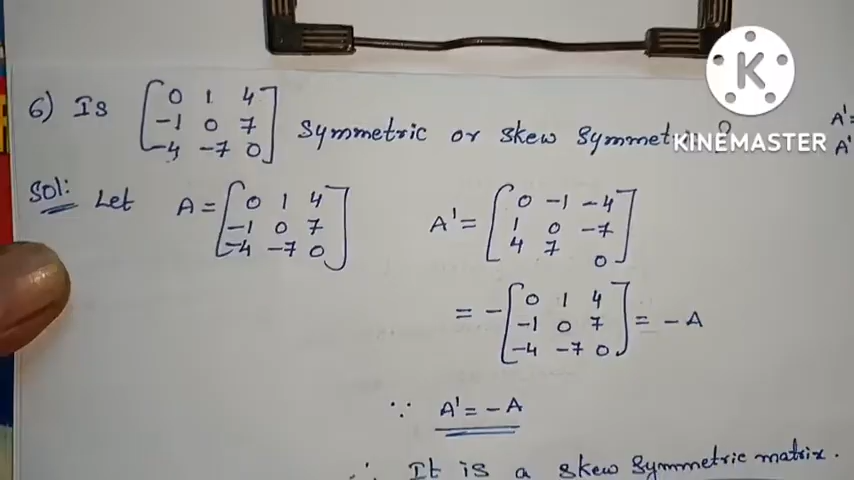 6) Is [0 1 4
-1 0 7
-4 -7 0] Symmetric or skew symmetric ?
K
KINEMASTER
A'=
A'
Sol: Let A = [0 1 4
-1 0 7
-4 -7 0]
A' = [0 -1 -4
1 0 -7
4 7 0]
= - [0 1 4
-1 0 7
-4 -7 0] = - A
∵ A' = - A
∴ It is a skew symmetric matrix.